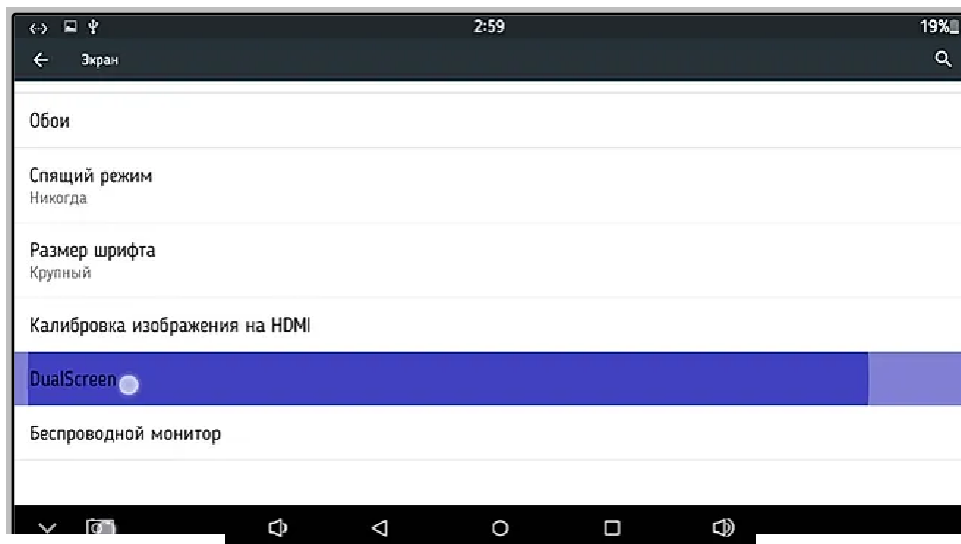 2:59
19%
Экран
Обои
Спящий режим
Никогда
Размер шрифта
Крупный
Калибровка изображения на HDMI
DualScreen
Беспроводной монитор